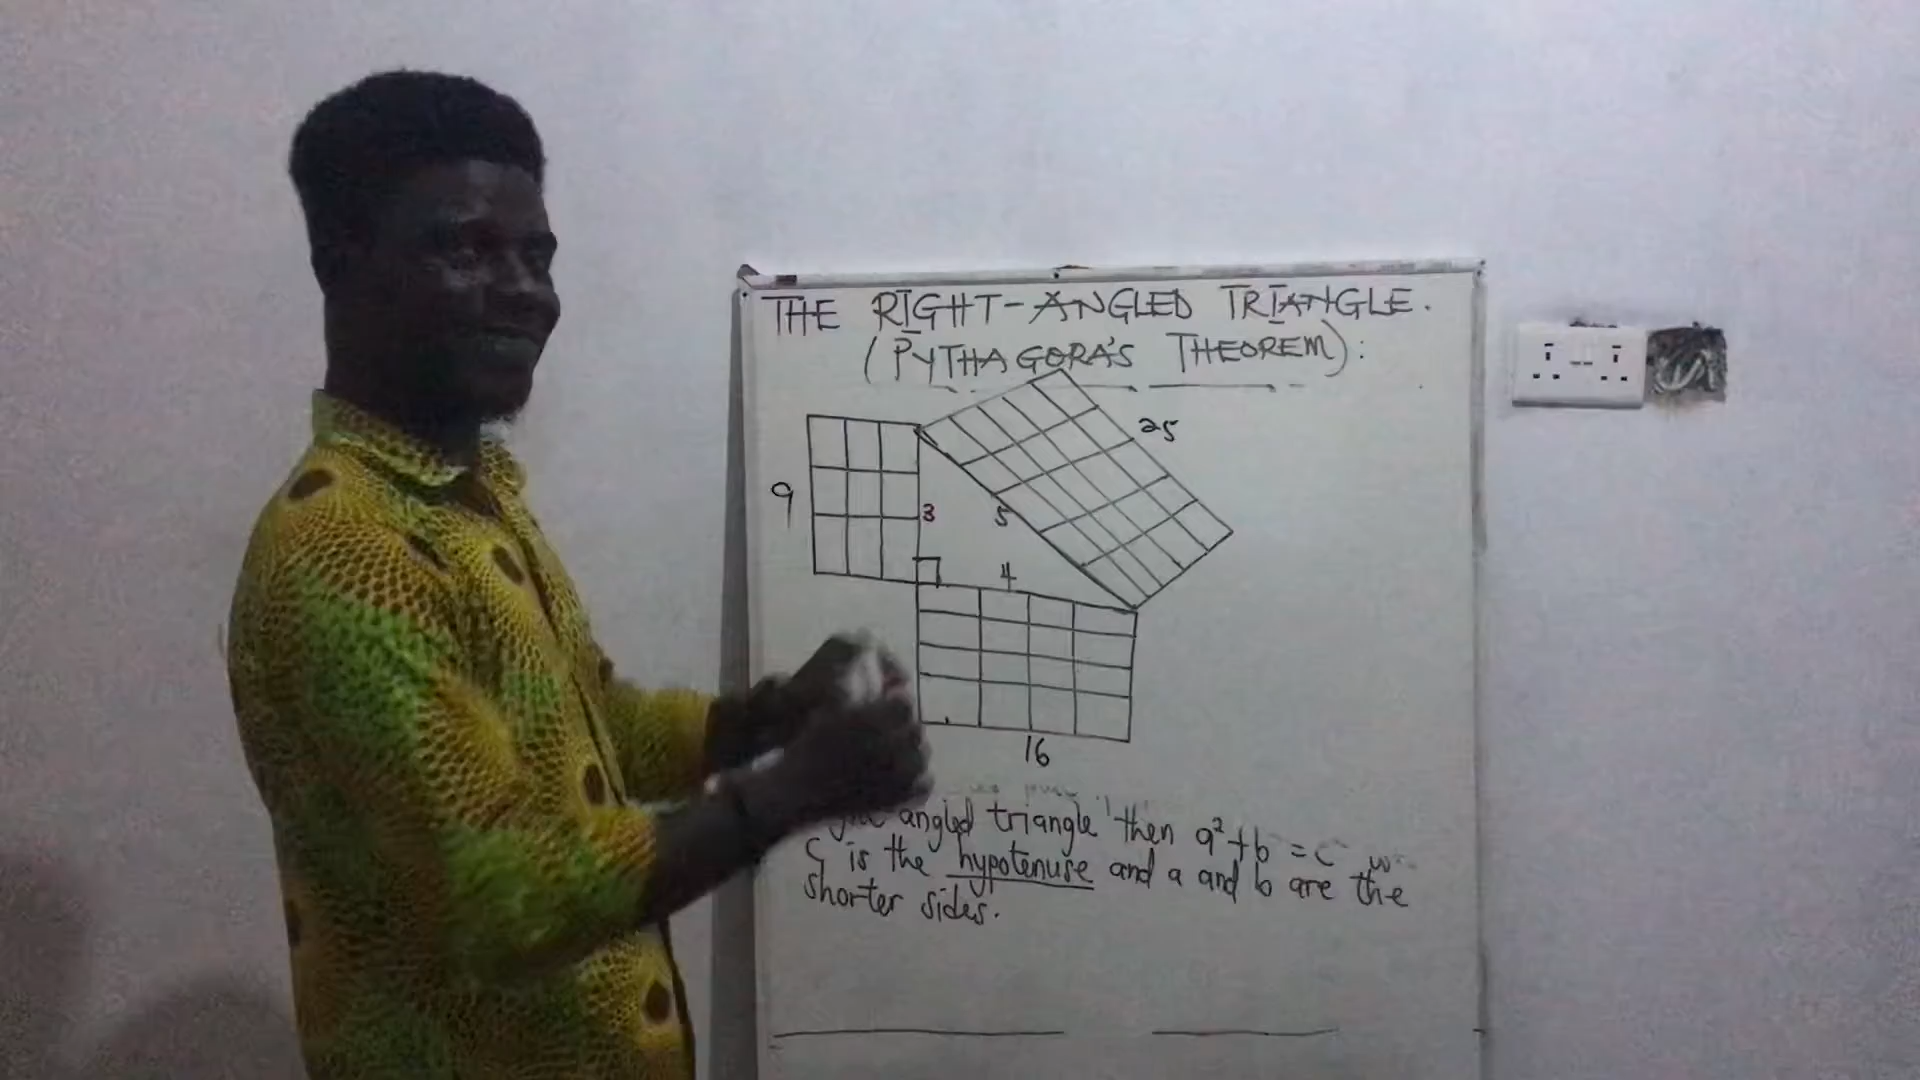 THE RIGHT-ANGLED TRIANGLE.
(PYTHAGORA'S THEOREM):
25
9
3
5
4
16
angled triangle then a²+b = c
C is the hypotenuse and a and b are the
shorter sides.